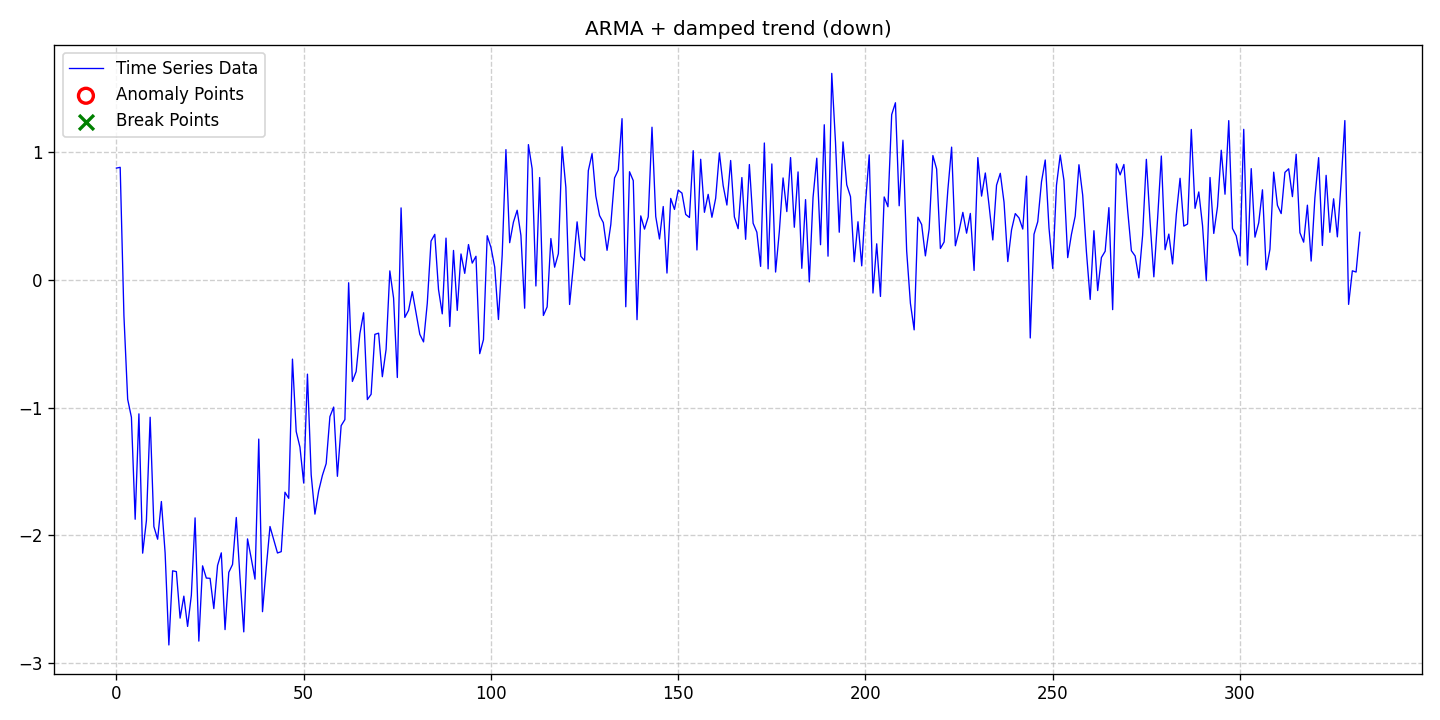 ARMA + damped trend (down)
Time Series Data
Anomaly Points
Break Points
1
0
−1
−2
−3
0 50 100 150 200 250 300